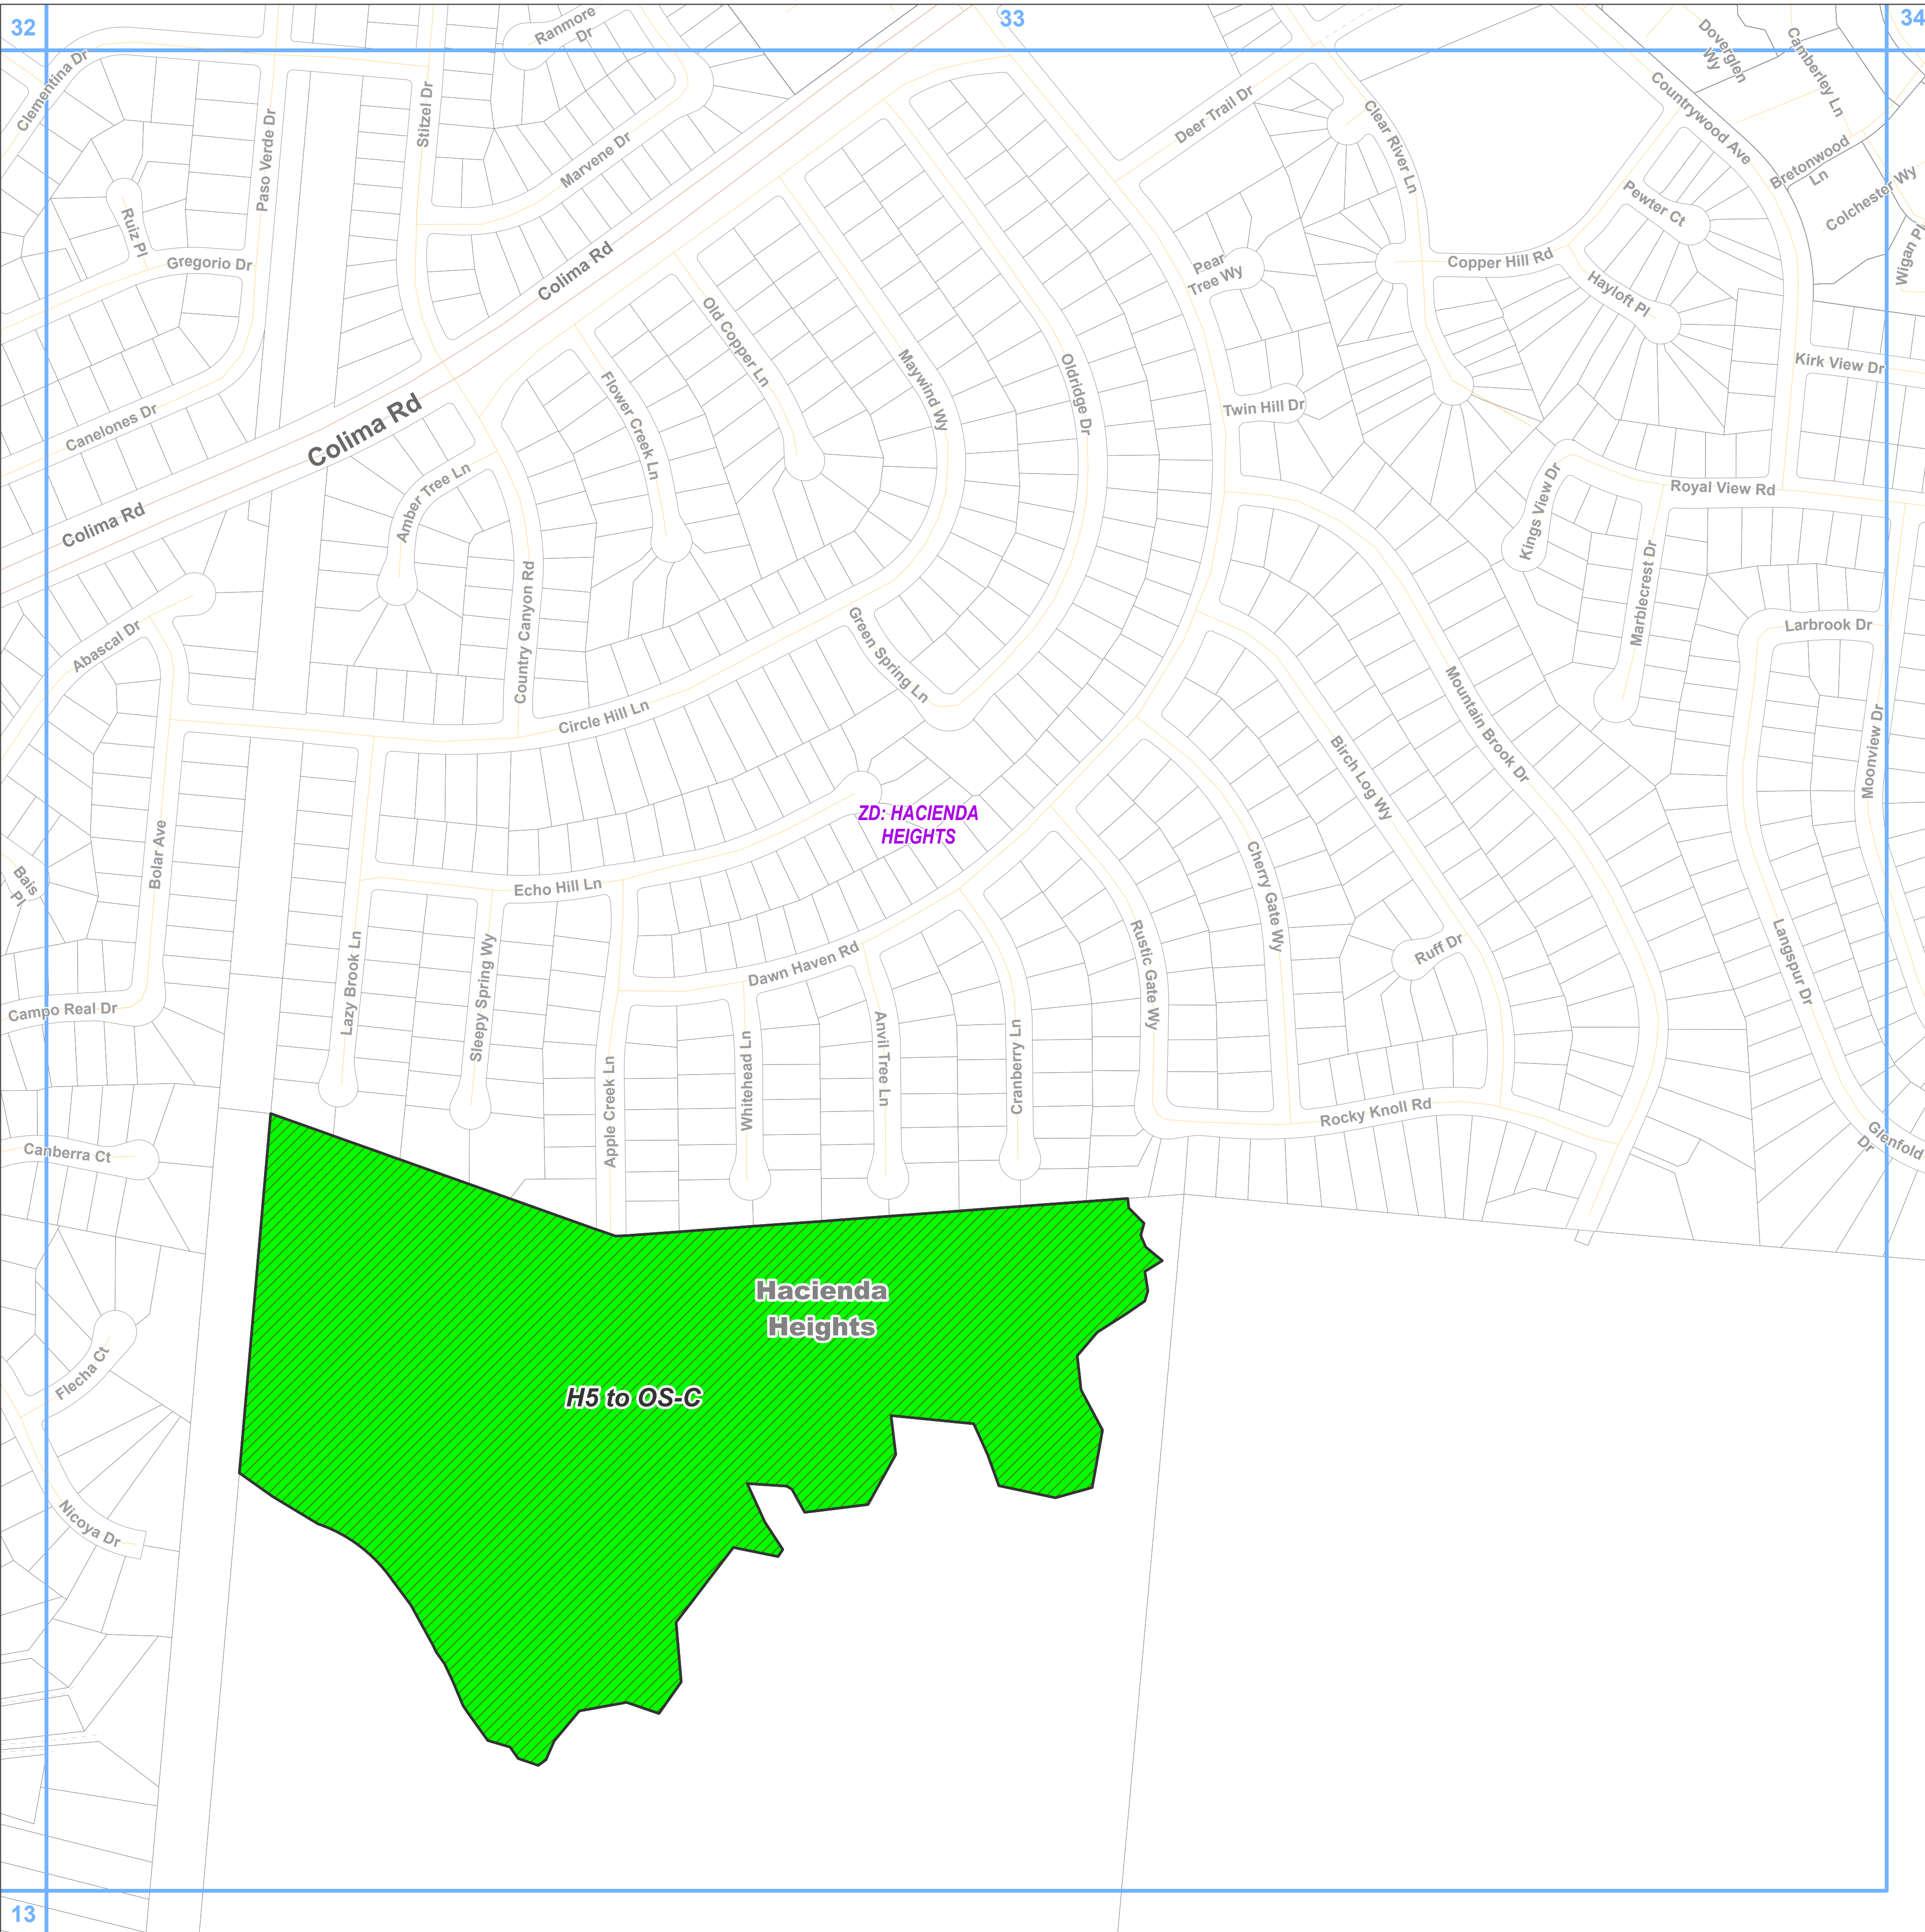 32
33
34
Clementina Dr
Paso Verde Dr
Stitzel Dr
Ranmore
Dr
Marvene Dr
Ruiz Pl
Gregorio Dr
Canelones Dr
Colima Rd
Colima Rd
Colima Rd
Deer Trail Dr
Clear River Ln
Doverglen
Wy
Camberley Ln
Countrywood Ave
Bretonwood
Ln
Colchester Wy
Wigan Pl
Pewter Ct
Copper Hill Rd
Hayloft Pl
Pear
Tree Wy
Twin Hill Dr
Kirk View Dr
Old Copper Ln
Flower Creek Ln
Maywind Wy
Oldridge Dr
Amber Tree Ln
Country Canyon Rd
Kings View Dr
Royal View Rd
Marblecrest Dr
Larbrook Dr
Abascal Dr
Green Spring Ln
Circle Hill Ln
Mountain Brook Dr
Birch Log Wy
Moonview Dr
ZD: HACIENDA
HEIGHTS
Bolar Ave
Bals
Pl
Echo Hill Ln
Cherry Gate Wy
Rustic Gate Wy
Ruff Dr
Langspur Dr
Dawn Haven Rd
Lazy Brook Ln
Sleepy Spring Wy
Campo Real Dr
Apple Creek Ln
Whitehead Ln
Anvil Tree Ln
Cranberry Ln
Rocky Knoll Rd
Glenfold
Dr
Canberra Ct
Hacienda
Heights
H5 to OS-C
Flecha Ct
Nicoya Dr
13